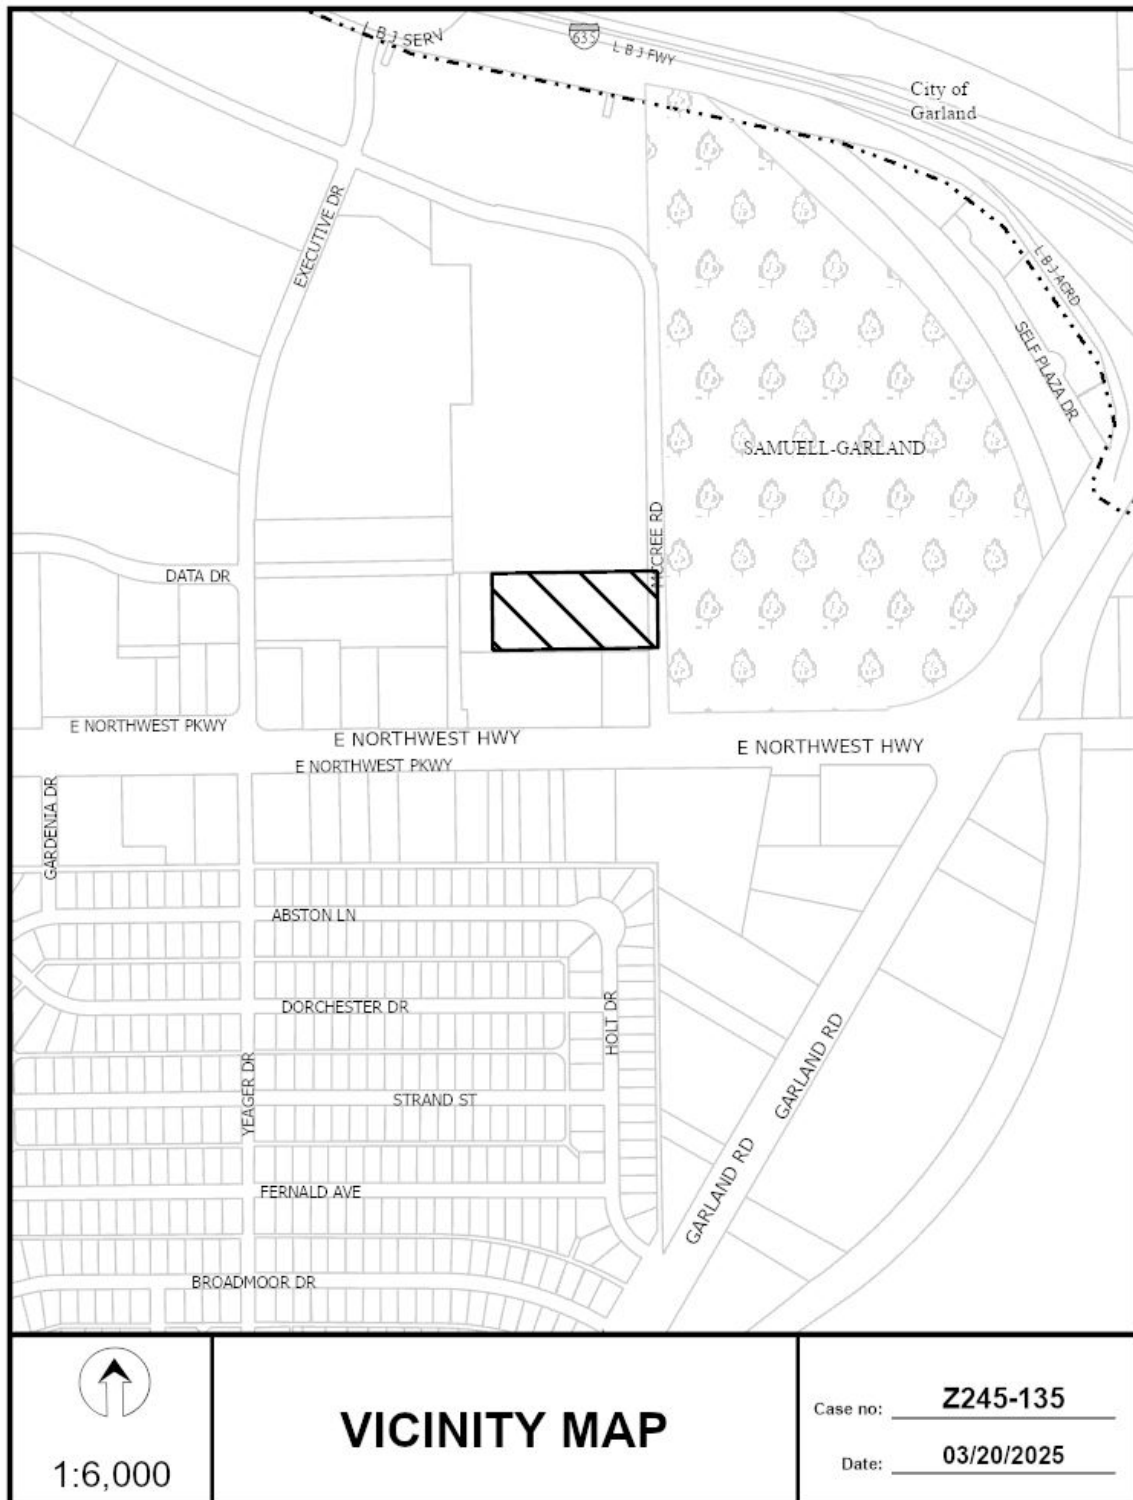 L B J SERV
635
L B J FWY
City of
Garland
EXECUTIVE DR
L B J ACRD
SELF PLAZA DR
SAMUELL-GARLAND
MCCREE RD
DATA DR
E NORTHWEST PKWY
E NORTHWEST HWY
E NORTHWEST HWY
E NORTHWEST PKWY
GARDENIA DR
ABSTON LN
DORCHESTER DR
HOLT DR
GARLAND RD
YEAGER DR
STRAND ST
GARLAND RD
FERNALD AVE
BROADMOOR DR
1:6,000
VICINITY MAP
Case no: Z245-135
Date: 03/20/2025